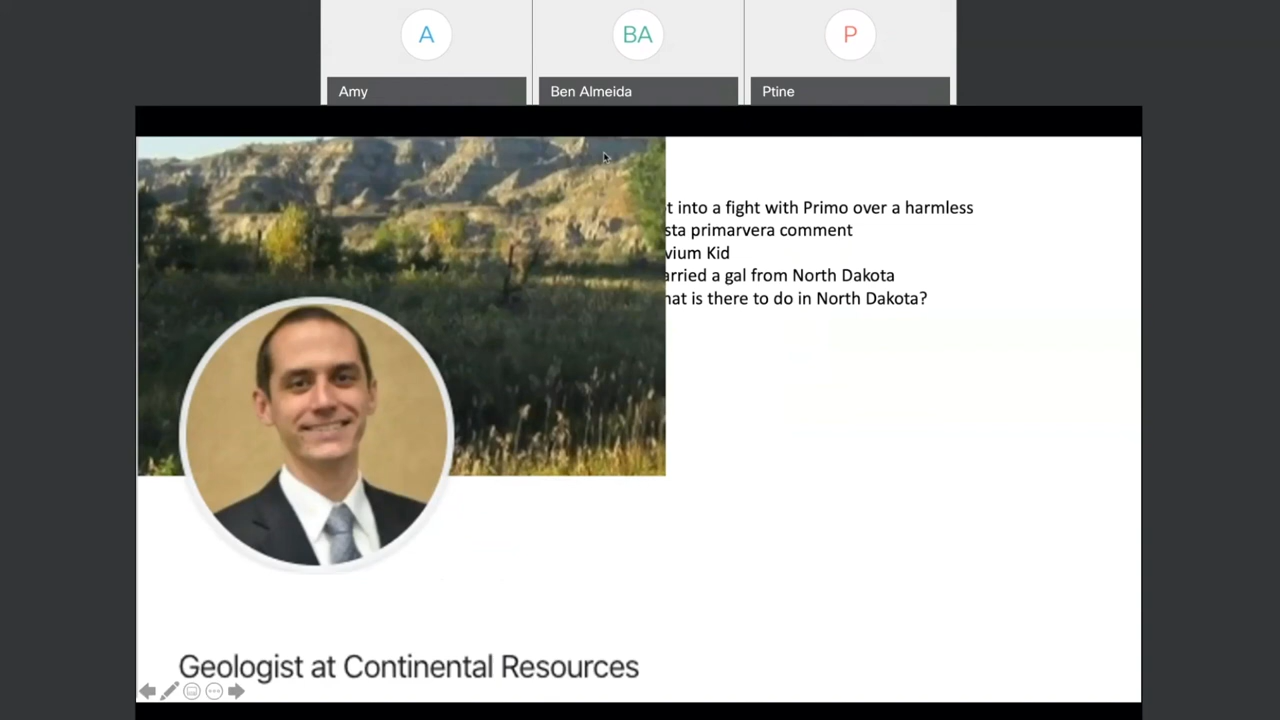 A
BA
P
Amy
Ben Almeida
Ptine
t into a fight with Primo over a harmless
sta primarvera comment
vium Kid
arried a gal from North Dakota
hat is there to do in North Dakota?
Geologist at Continental Resources